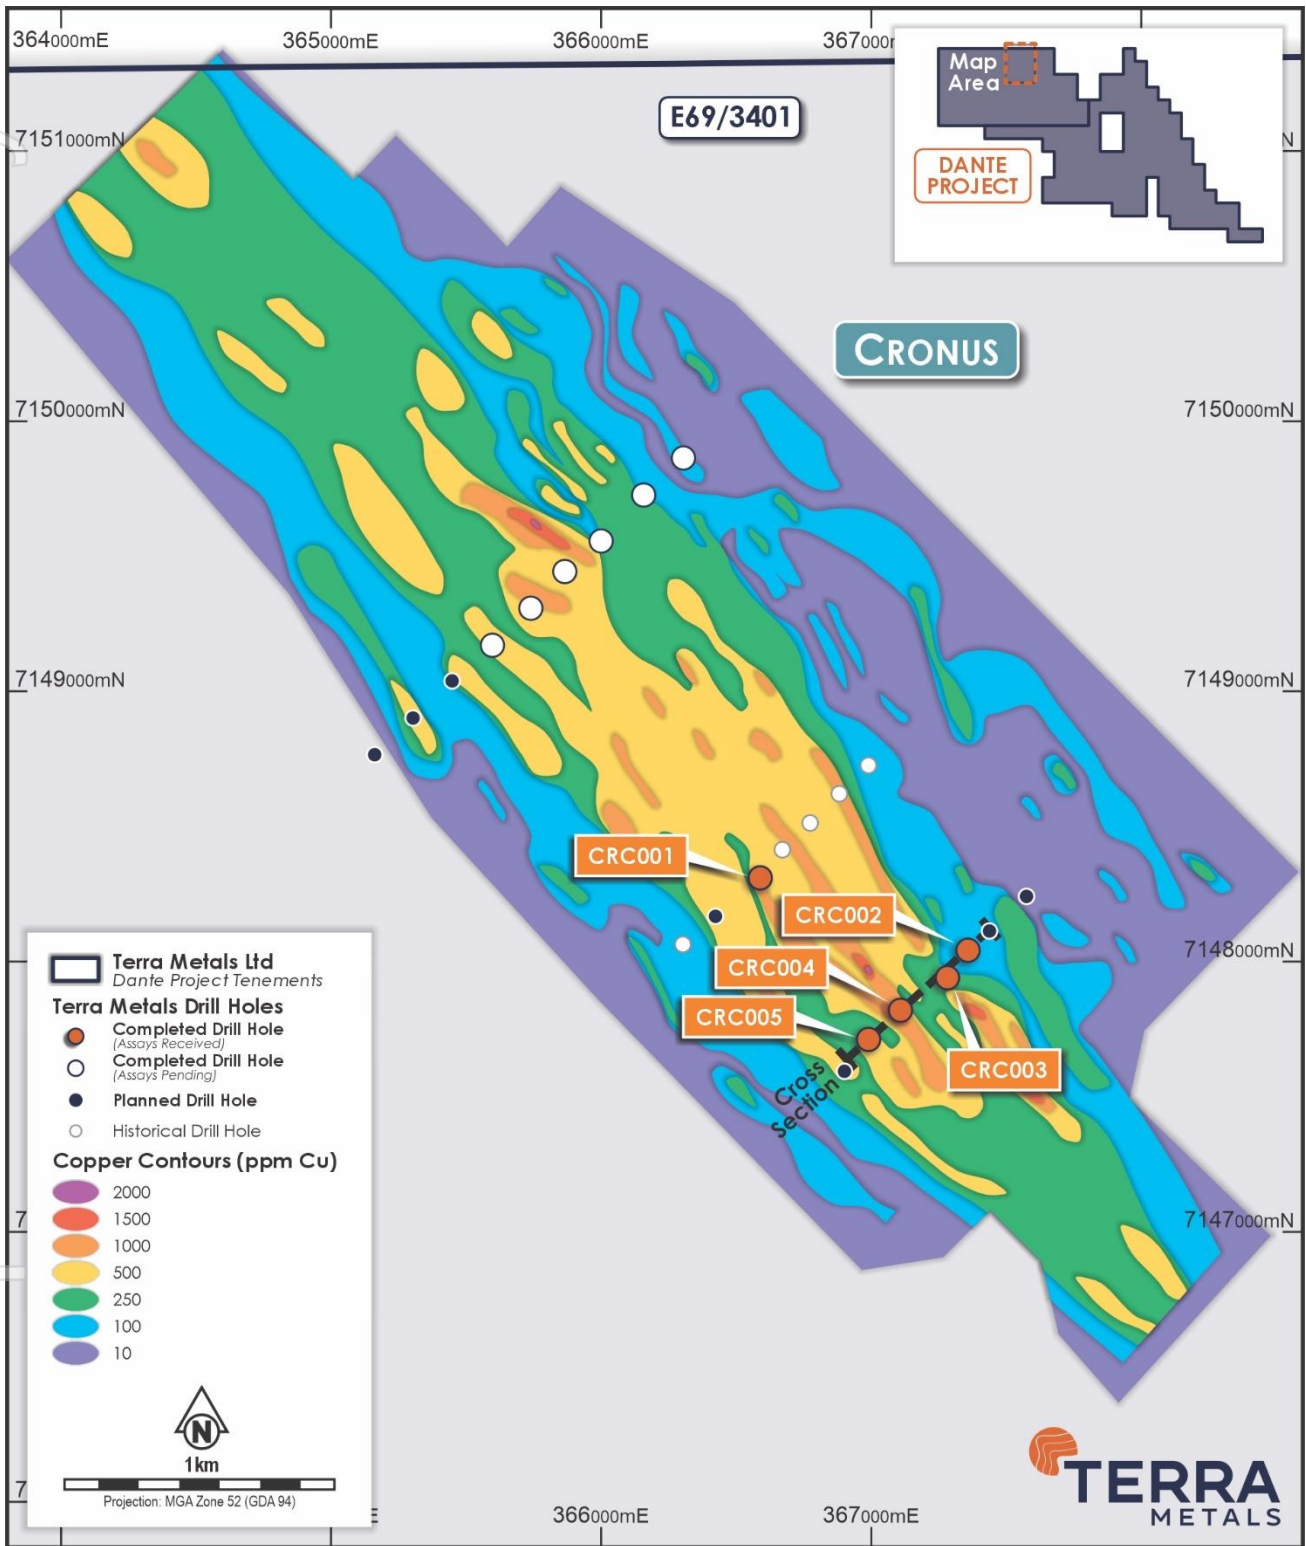 364000mE 365000mE 366000mE 367000m
Map
Area
E69/3401
7151000mN
N
DANTE
PROJECT
CRONUS
7150000mN 7150000mN
7149000mN 7149000mN
CRC001
CRC002
7148000mN
CRC004
CRC005
CRC003
Cross
Section
Terra Metals Ltd
Dante Project Tenements
Terra Metals Drill Holes
Completed Drill Hole
(Assays Received)
Completed Drill Hole
(Assays Pending)
Planned Drill Hole
Historical Drill Hole
Copper Contours (ppm Cu)
2000
1500
1000
500
250
100
10
7 7147000mN
N
1km
Projection: MGA Zone 52 (GDA 94)
7
E 366000mE 367000mE
TERRA
METALS